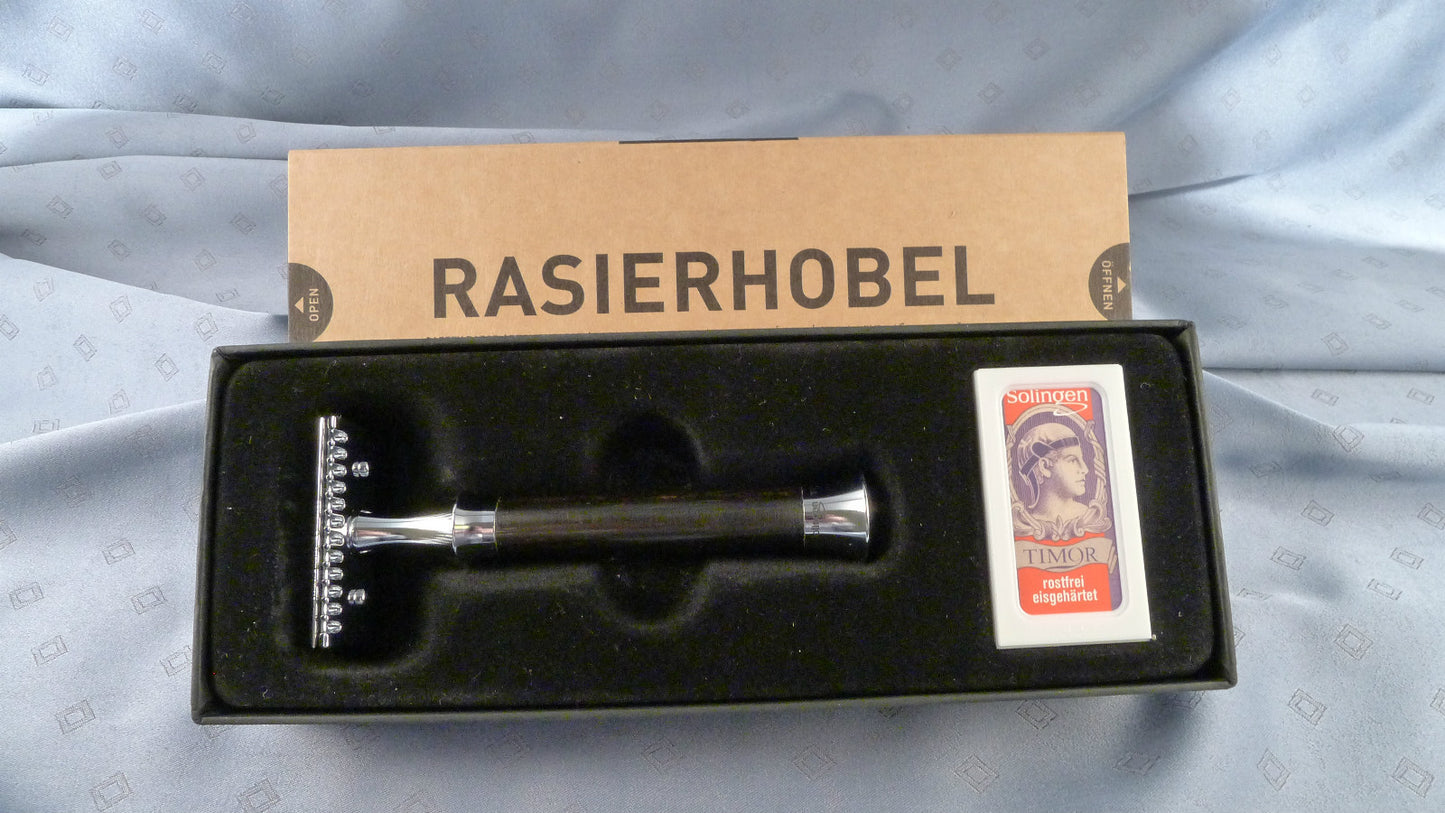 RASIERHOBEL
OPEN
ÖFFNEN
Solingen
TIMOR
rostfrei
eisgehärtet